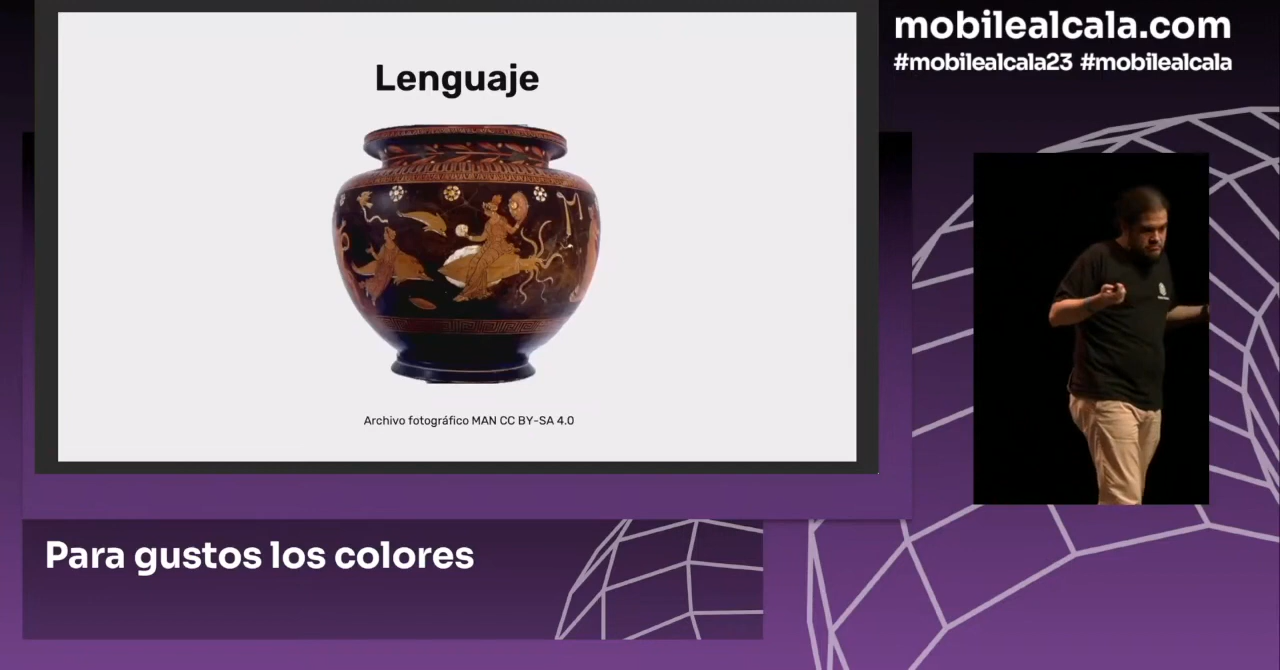 mobilealcala.com
#mobilealcala23 #mobilealcala
Lenguaje
Archivo fotográfico MAN CC BY-SA 4.0
Para gustos los colores